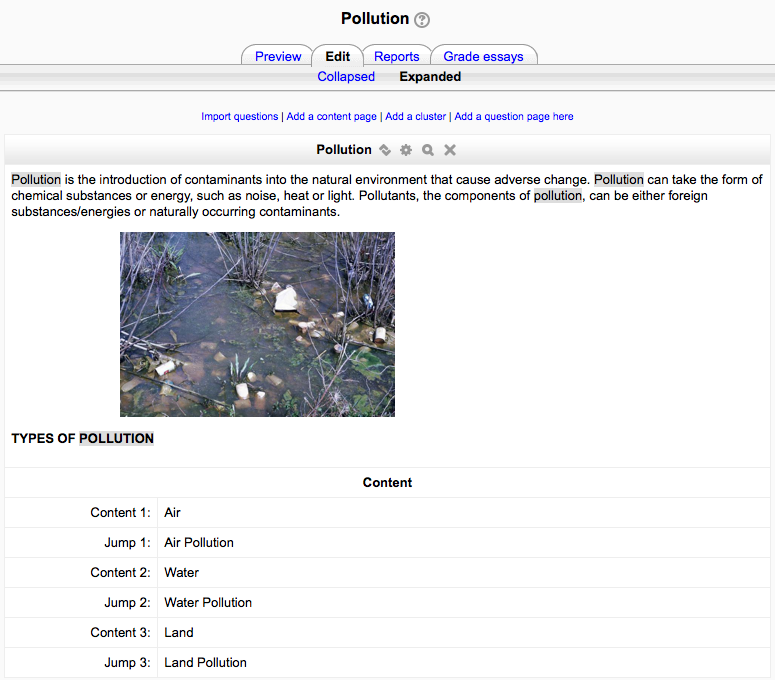 Pollution
Preview Edit Reports Grade essays
Collapsed Expanded
Import questions | Add a content page | Add a cluster | Add a question page here
Pollution
Pollution is the introduction of contaminants into the natural environment that cause adverse change. Pollution can take the form of
chemical substances or energy, such as noise, heat or light. Pollutants, the components of pollution, can be either foreign
substances/energies or naturally occurring contaminants.
TYPES OF POLLUTION
Content
Content 1: Air
Jump 1: Air Pollution
Content 2: Water
Jump 2: Water Pollution
Content 3: Land
Jump 3: Land Pollution